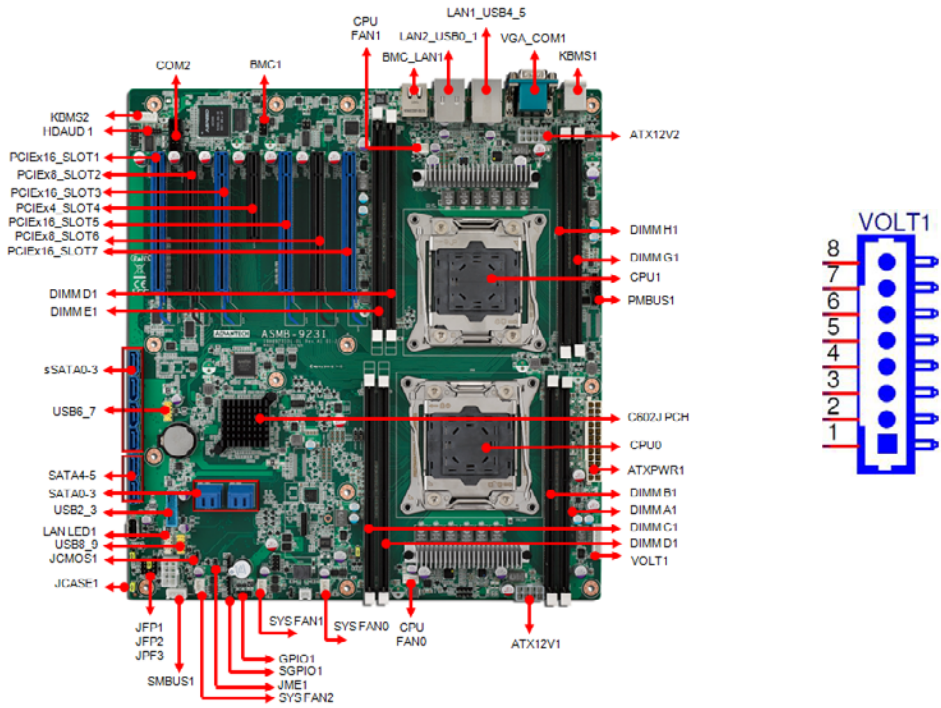 LAN1_USB4_5
CPU
FAN1
LAN2_USB0_1
VGA_COM1
BMC_LAN1
KBMS1
COM2
BMC1
KBMS2
HDAUD1
ATX12V2
PCIEx16_SLOT1
PCIEx8_SLOT2
PCIEx16_SLOT3
PCIEx4_SLOT4
PCIEx16_SLOT5
PCIEx8_SLOT6
PCIEx16_SLOT7
DIMM H1
DIMM G1
CPU1
PMBUS1
DIMM D1
DIMM E1
ADVANTECH
ASMB-923I
sSATA0-3
USB6_7
C602J PCH
CPU0
SATA4-5
ATXPWR1
SATA0-3
DIMM B1
USB2_3
DIMM A1
LAN LED1
DIMM C1
USB8_9
DIMM D1
JCMOS1
VOLT1
JCASE1
JFP1
JFP2
JPF3
SMBUS1
SYS FAN1
SYS FAN0
CPU
FAN0
ATX12V1
GPIO1
SGPIO1
JME1
SYS FAN2
VOLT1
8
7
6
5
4
3
2
1